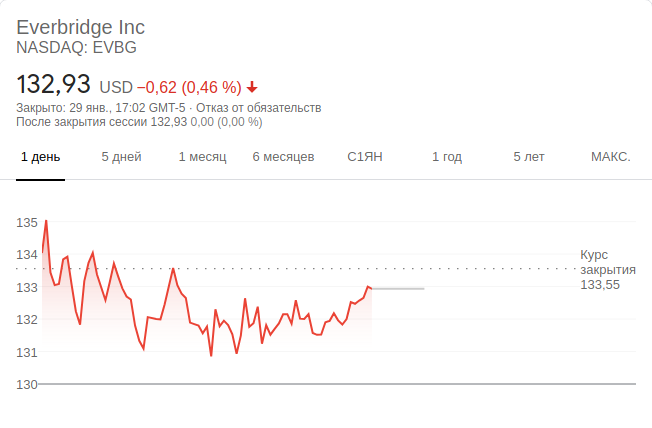 Everbridge Inc
NASDAQ: EVBG
132,93 USD −0,62 (0,46 %)
Закрыто: 29 янв., 17:02 GMT-5 · Отказ от обязательств
После закрытия сессии 132,93 0,00 (0,00 %)
1 день 5 дней 1 месяц 6 месяцев С1ЯН 1 год 5 лет МАКС.
135
134
133
132
131
130
Курс
закрытия
133,55